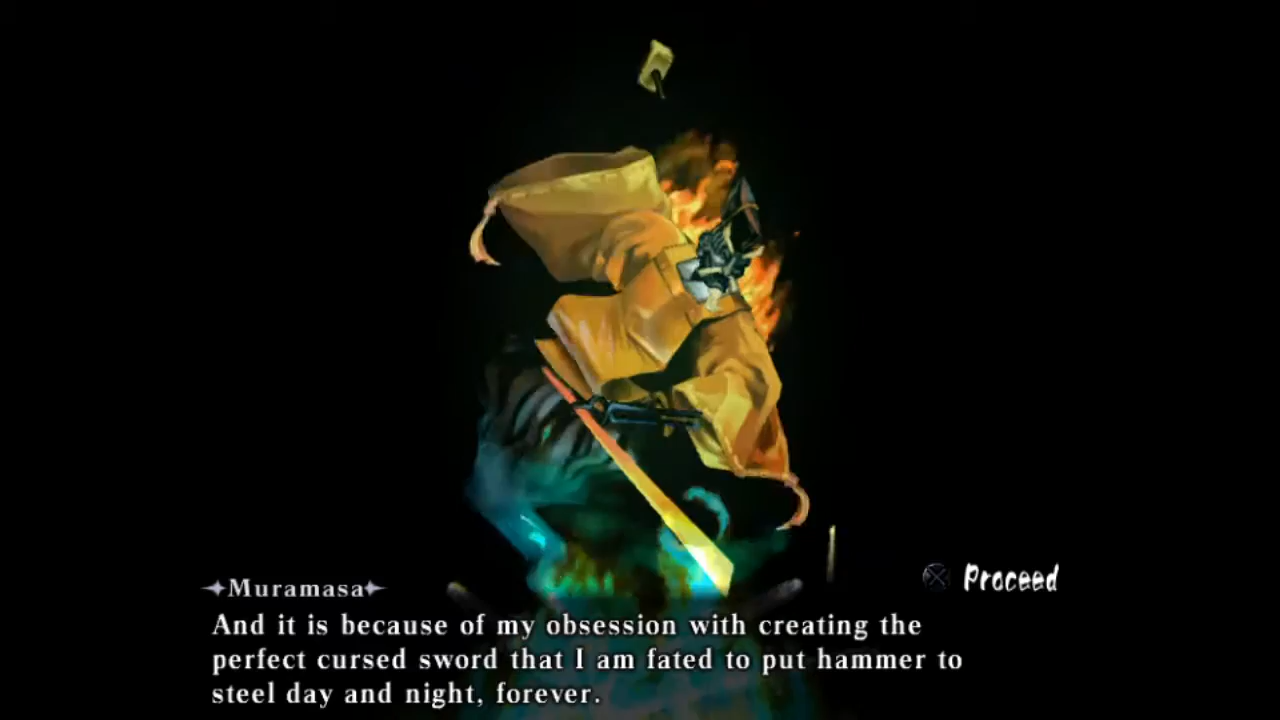 Muramasa
Proceed
And it is because of my obsession with creating the
perfect cursed sword that I am fated to put hammer to
steel day and night, forever.